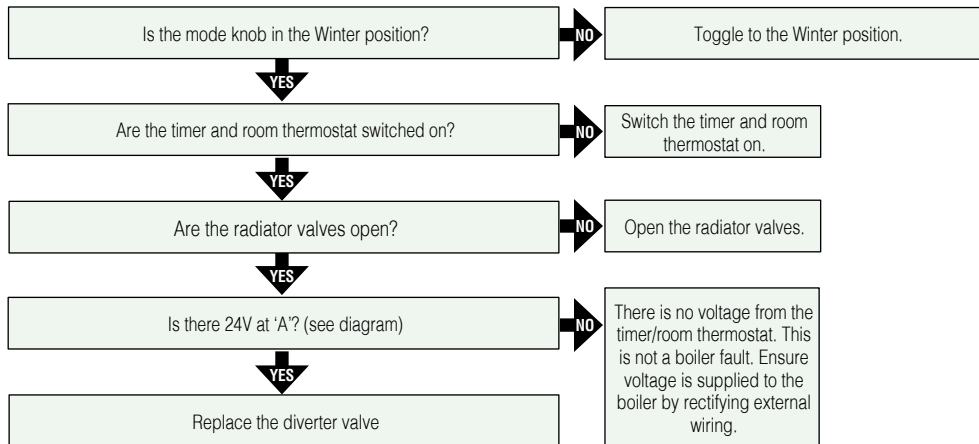 Is the mode knob in the Winter position?
NO
Toggle to the Winter position.
YES
Are the timer and room thermostat switched on?
NO
Switch the timer and room
thermostat on.
YES
Are the radiator valves open?
NO
Open the radiator valves.
YES
Is there 24V at ‘A’? (see diagram)
NO
There is no voltage from the
timer/room thermostat. This
is not a boiler fault. Ensure
voltage is supplied to the
boiler by rectifying external
wiring.
YES
Replace the diverter valve